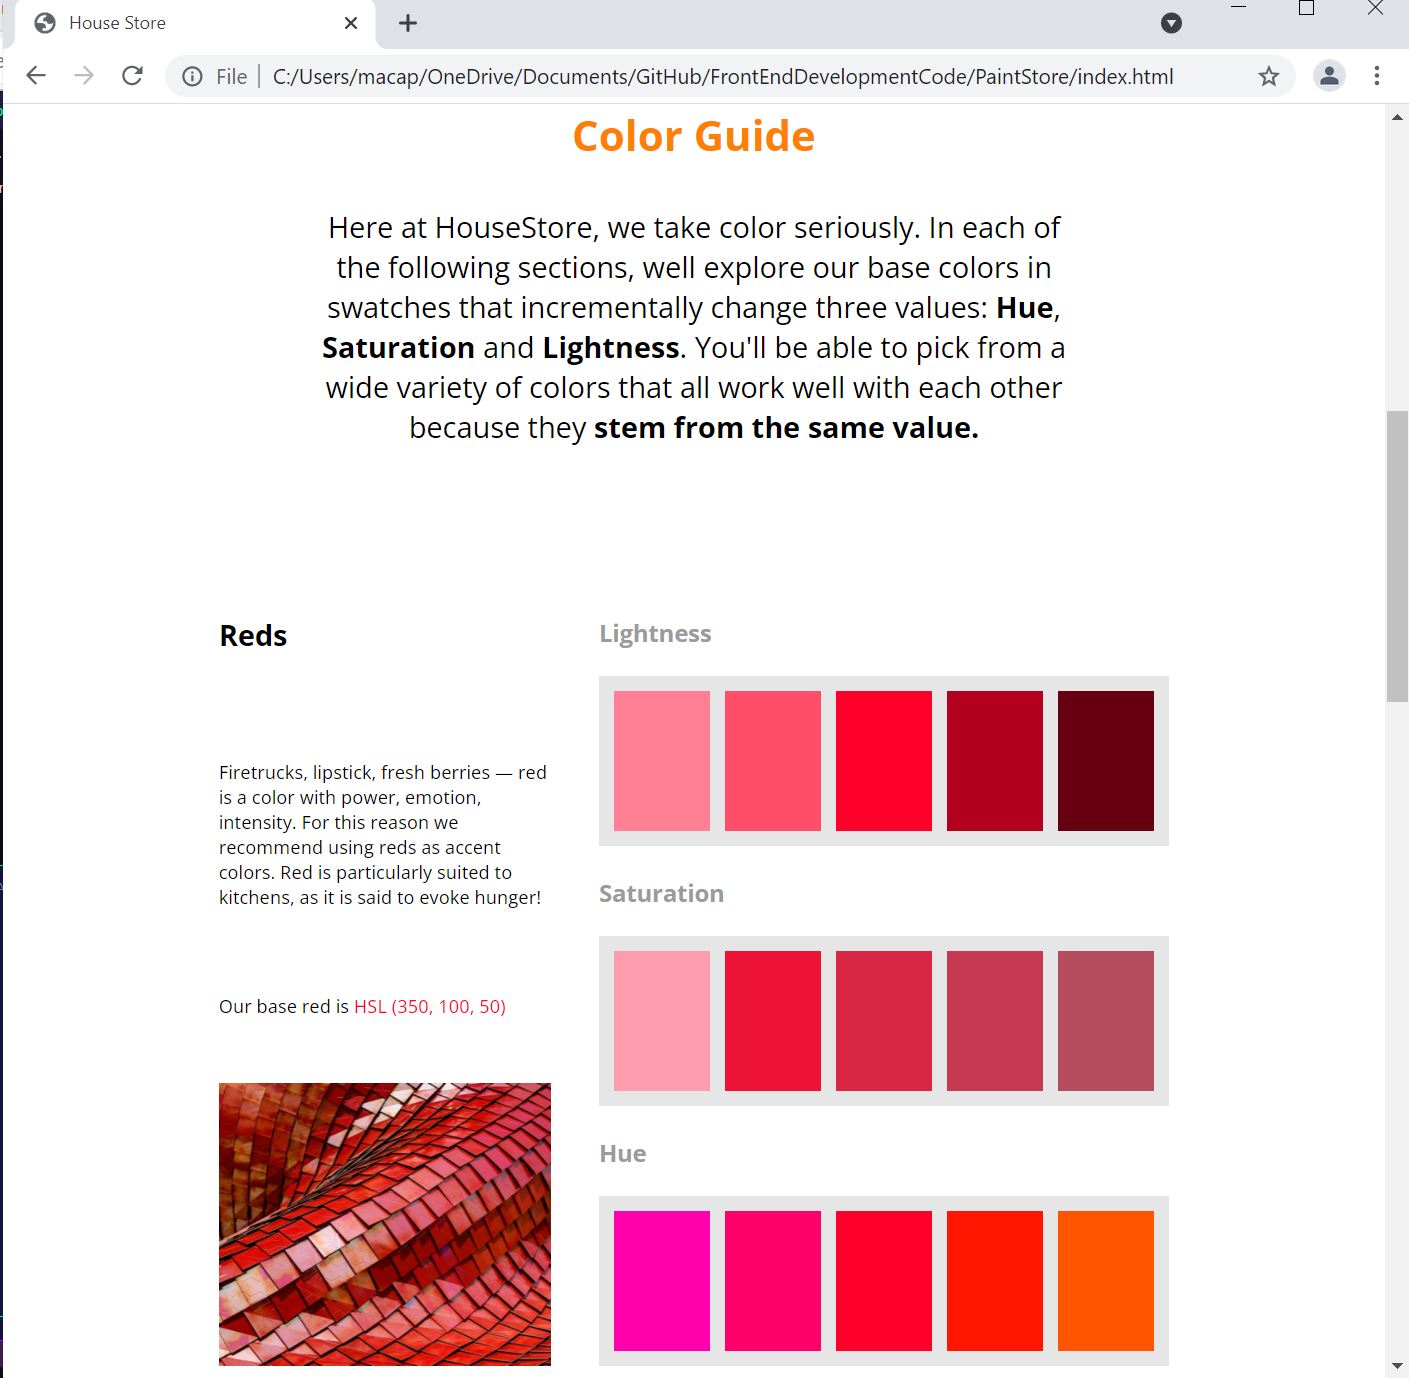 House Store
File
C:/Users/macap/OneDrive/Documents/GitHub/FrontEndDevelopmentCode/PaintStore/index.html
Color Guide
Here at HouseStore, we take color seriously. In each of
the following sections, well explore our base colors in
swatches that incrementally change three values: Hue,
Saturation and Lightness. You'll be able to pick from a
wide variety of colors that all work well with each other
because they stem from the same value.
Reds
Firetrucks, lipstick, fresh berries — red
is a color with power, emotion,
intensity. For this reason we
recommend using reds as accent
colors. Red is particularly suited to
kitchens, as it is said to evoke hunger!
Our base red is HSL (350, 100, 50)
Lightness
Saturation
Hue